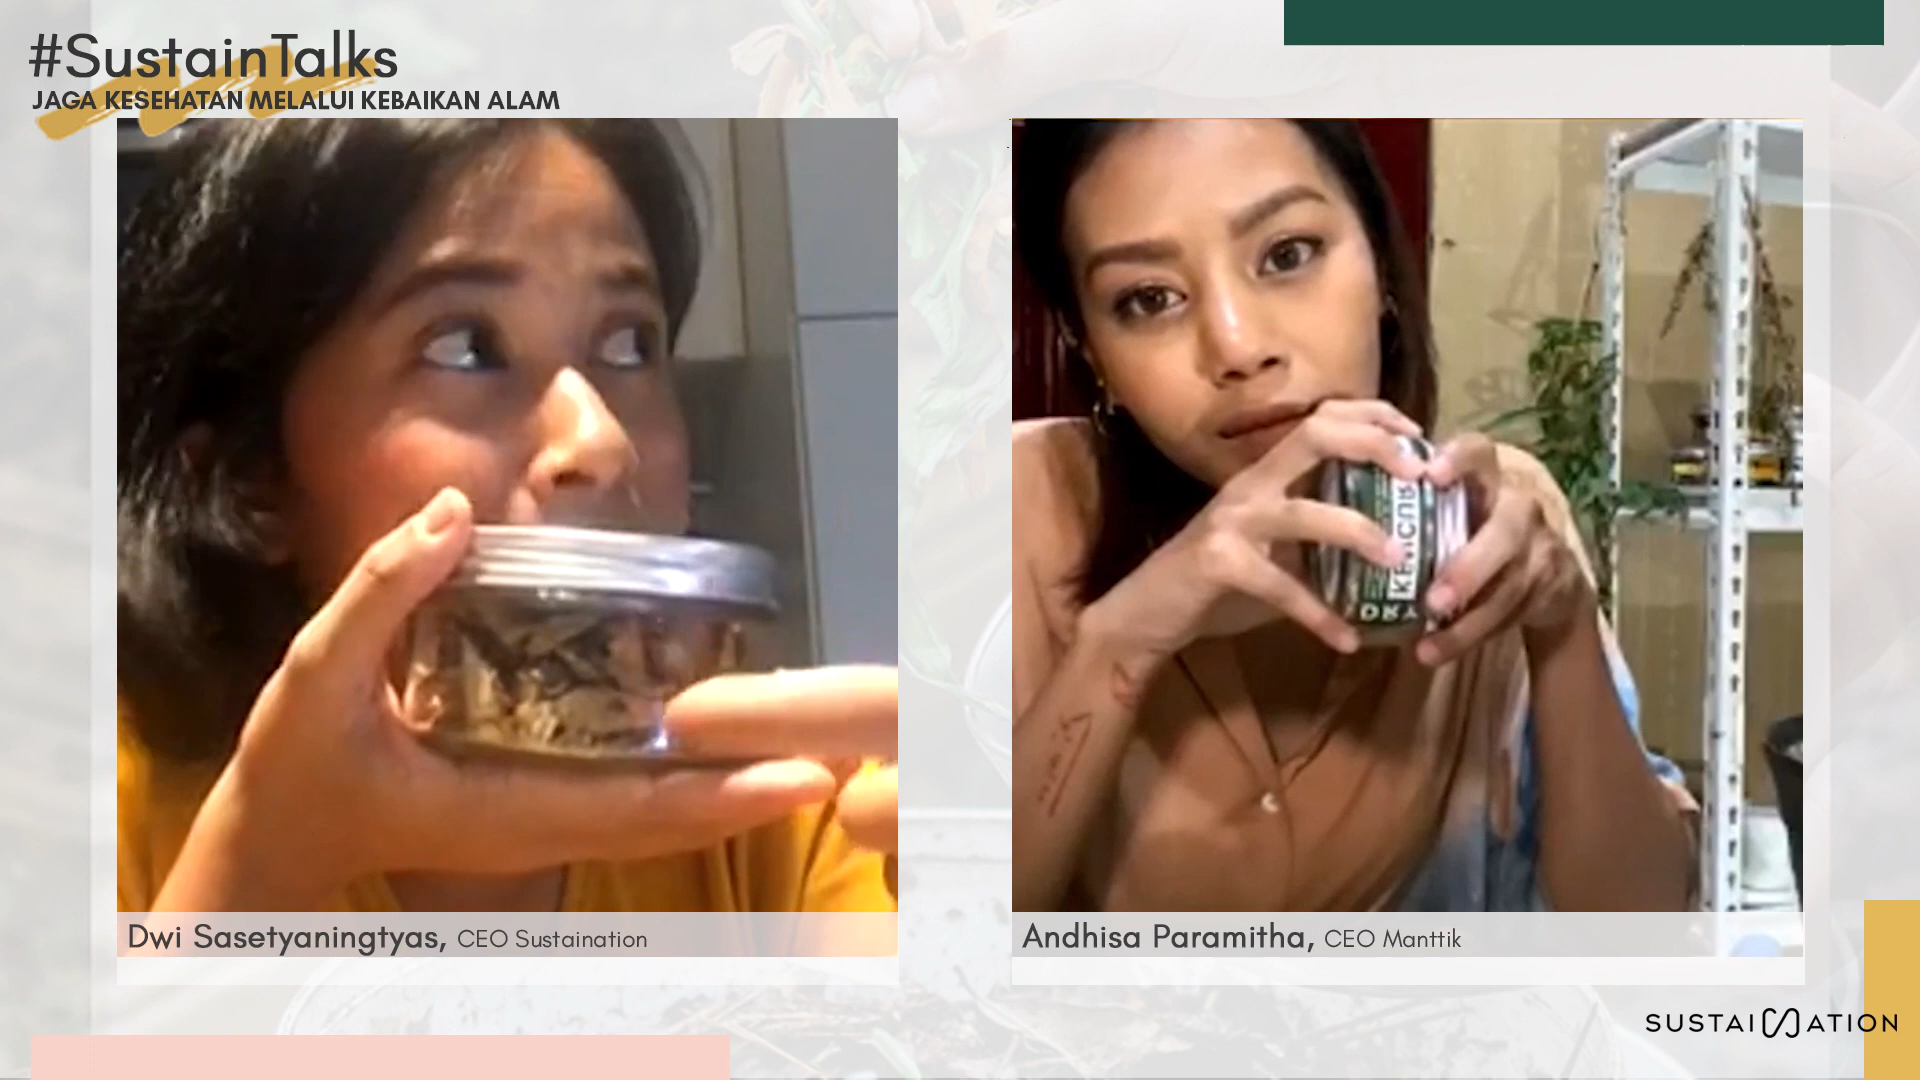 #SustainTalks
JAGA KESEHATAN MELALUI KEBAIKAN ALAM
Dwi Sasetyaningtyas, CEO Sustaination
Andhisa Paramitha, CEO Manttik
SUSTAINATION